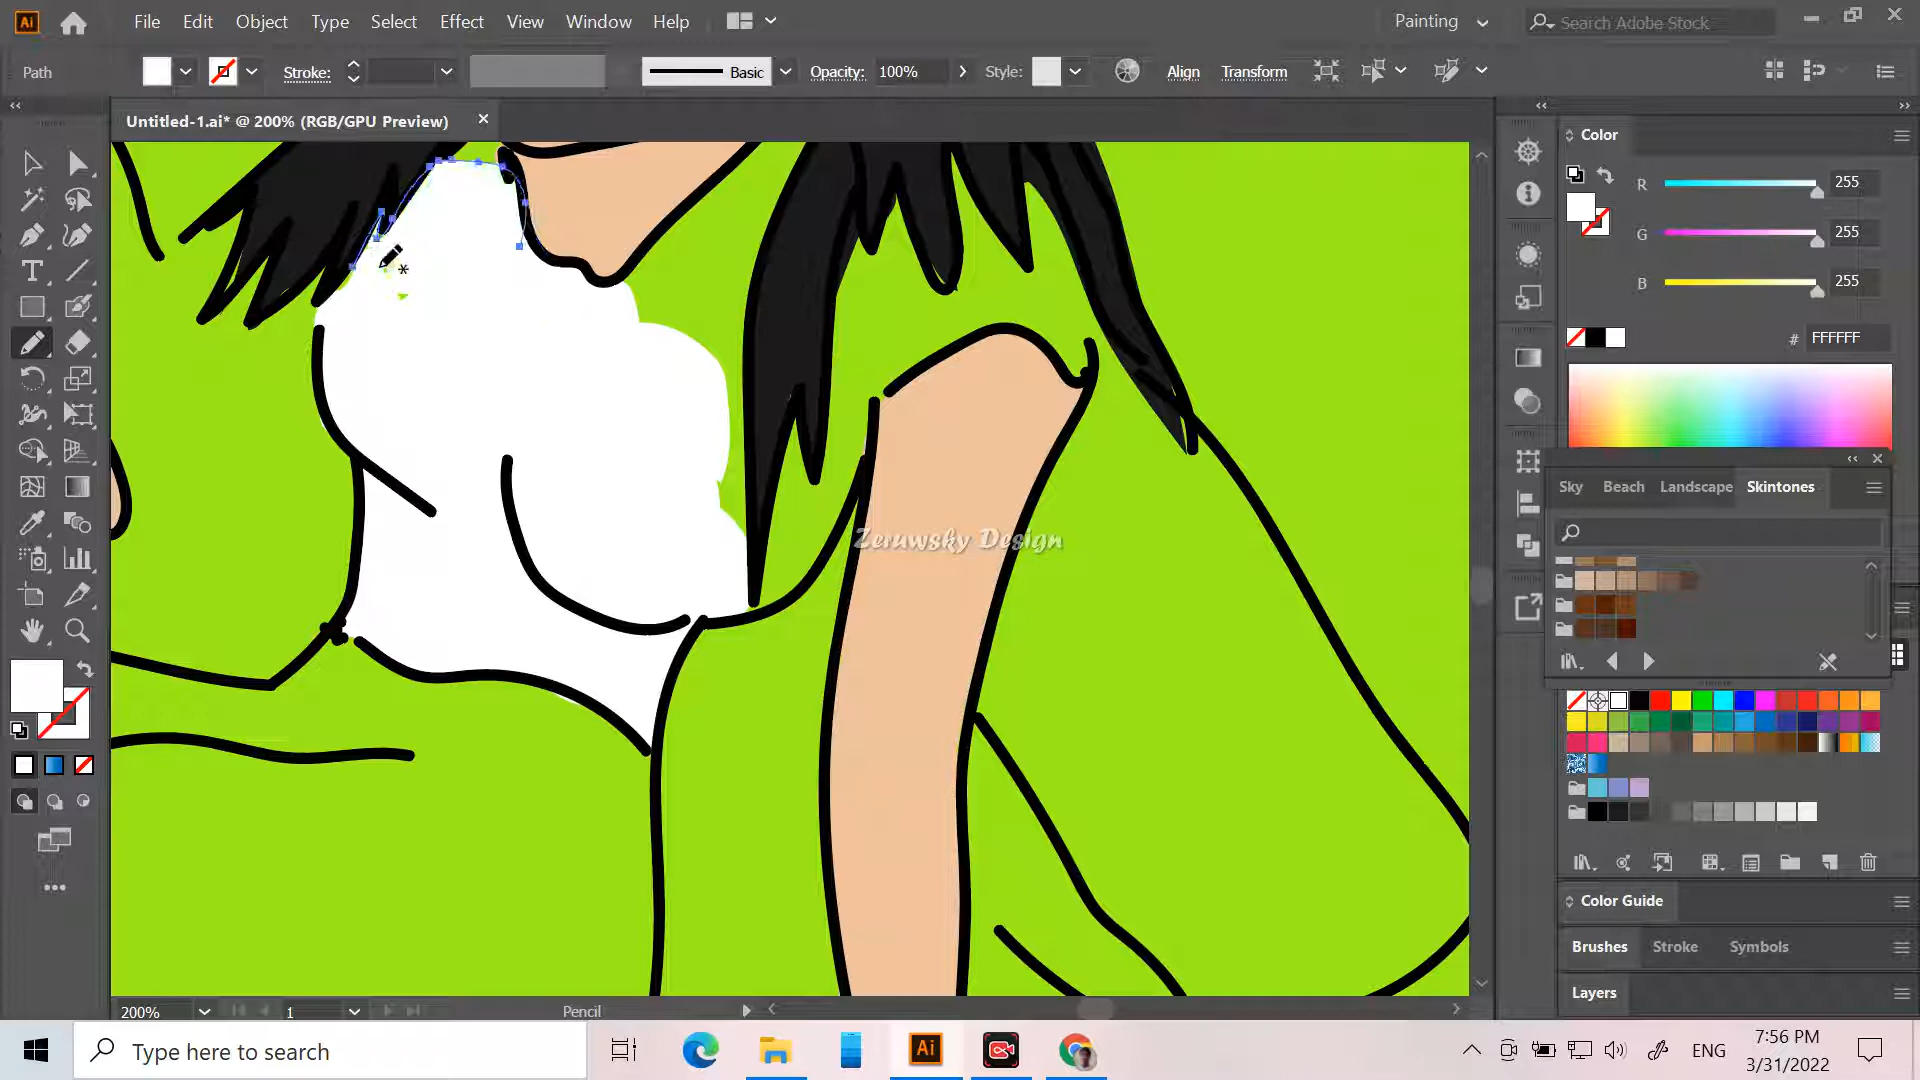 Ai File Edit Object Type Select Effect View Window Help Painting Search Adobe Stock
Path Stroke: Basic Opacity: 100% Style: Align Transform
Untitled-1.ai* @ 200% (RGB/GPU Preview)
Color
R 255
G 255
B 255
# FFFFFF
Sky Beach Landscape Skintones
Zeruwsky Design
Color Guide
Brushes Stroke Symbols
Layers
200% 1 Pencil
Type here to search
Ai
ENG
7:56 PM
3/31/2022